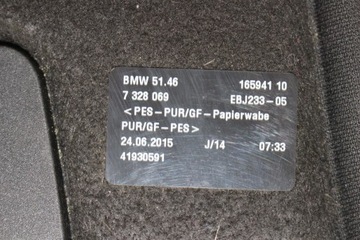 BMW 51.46 165941 10
7 328 069 EBJ233-05
<PES-PUR/GF-Papierwabe
PUR/GF-PES>
24.06.2015 J/14 07:33
41930591